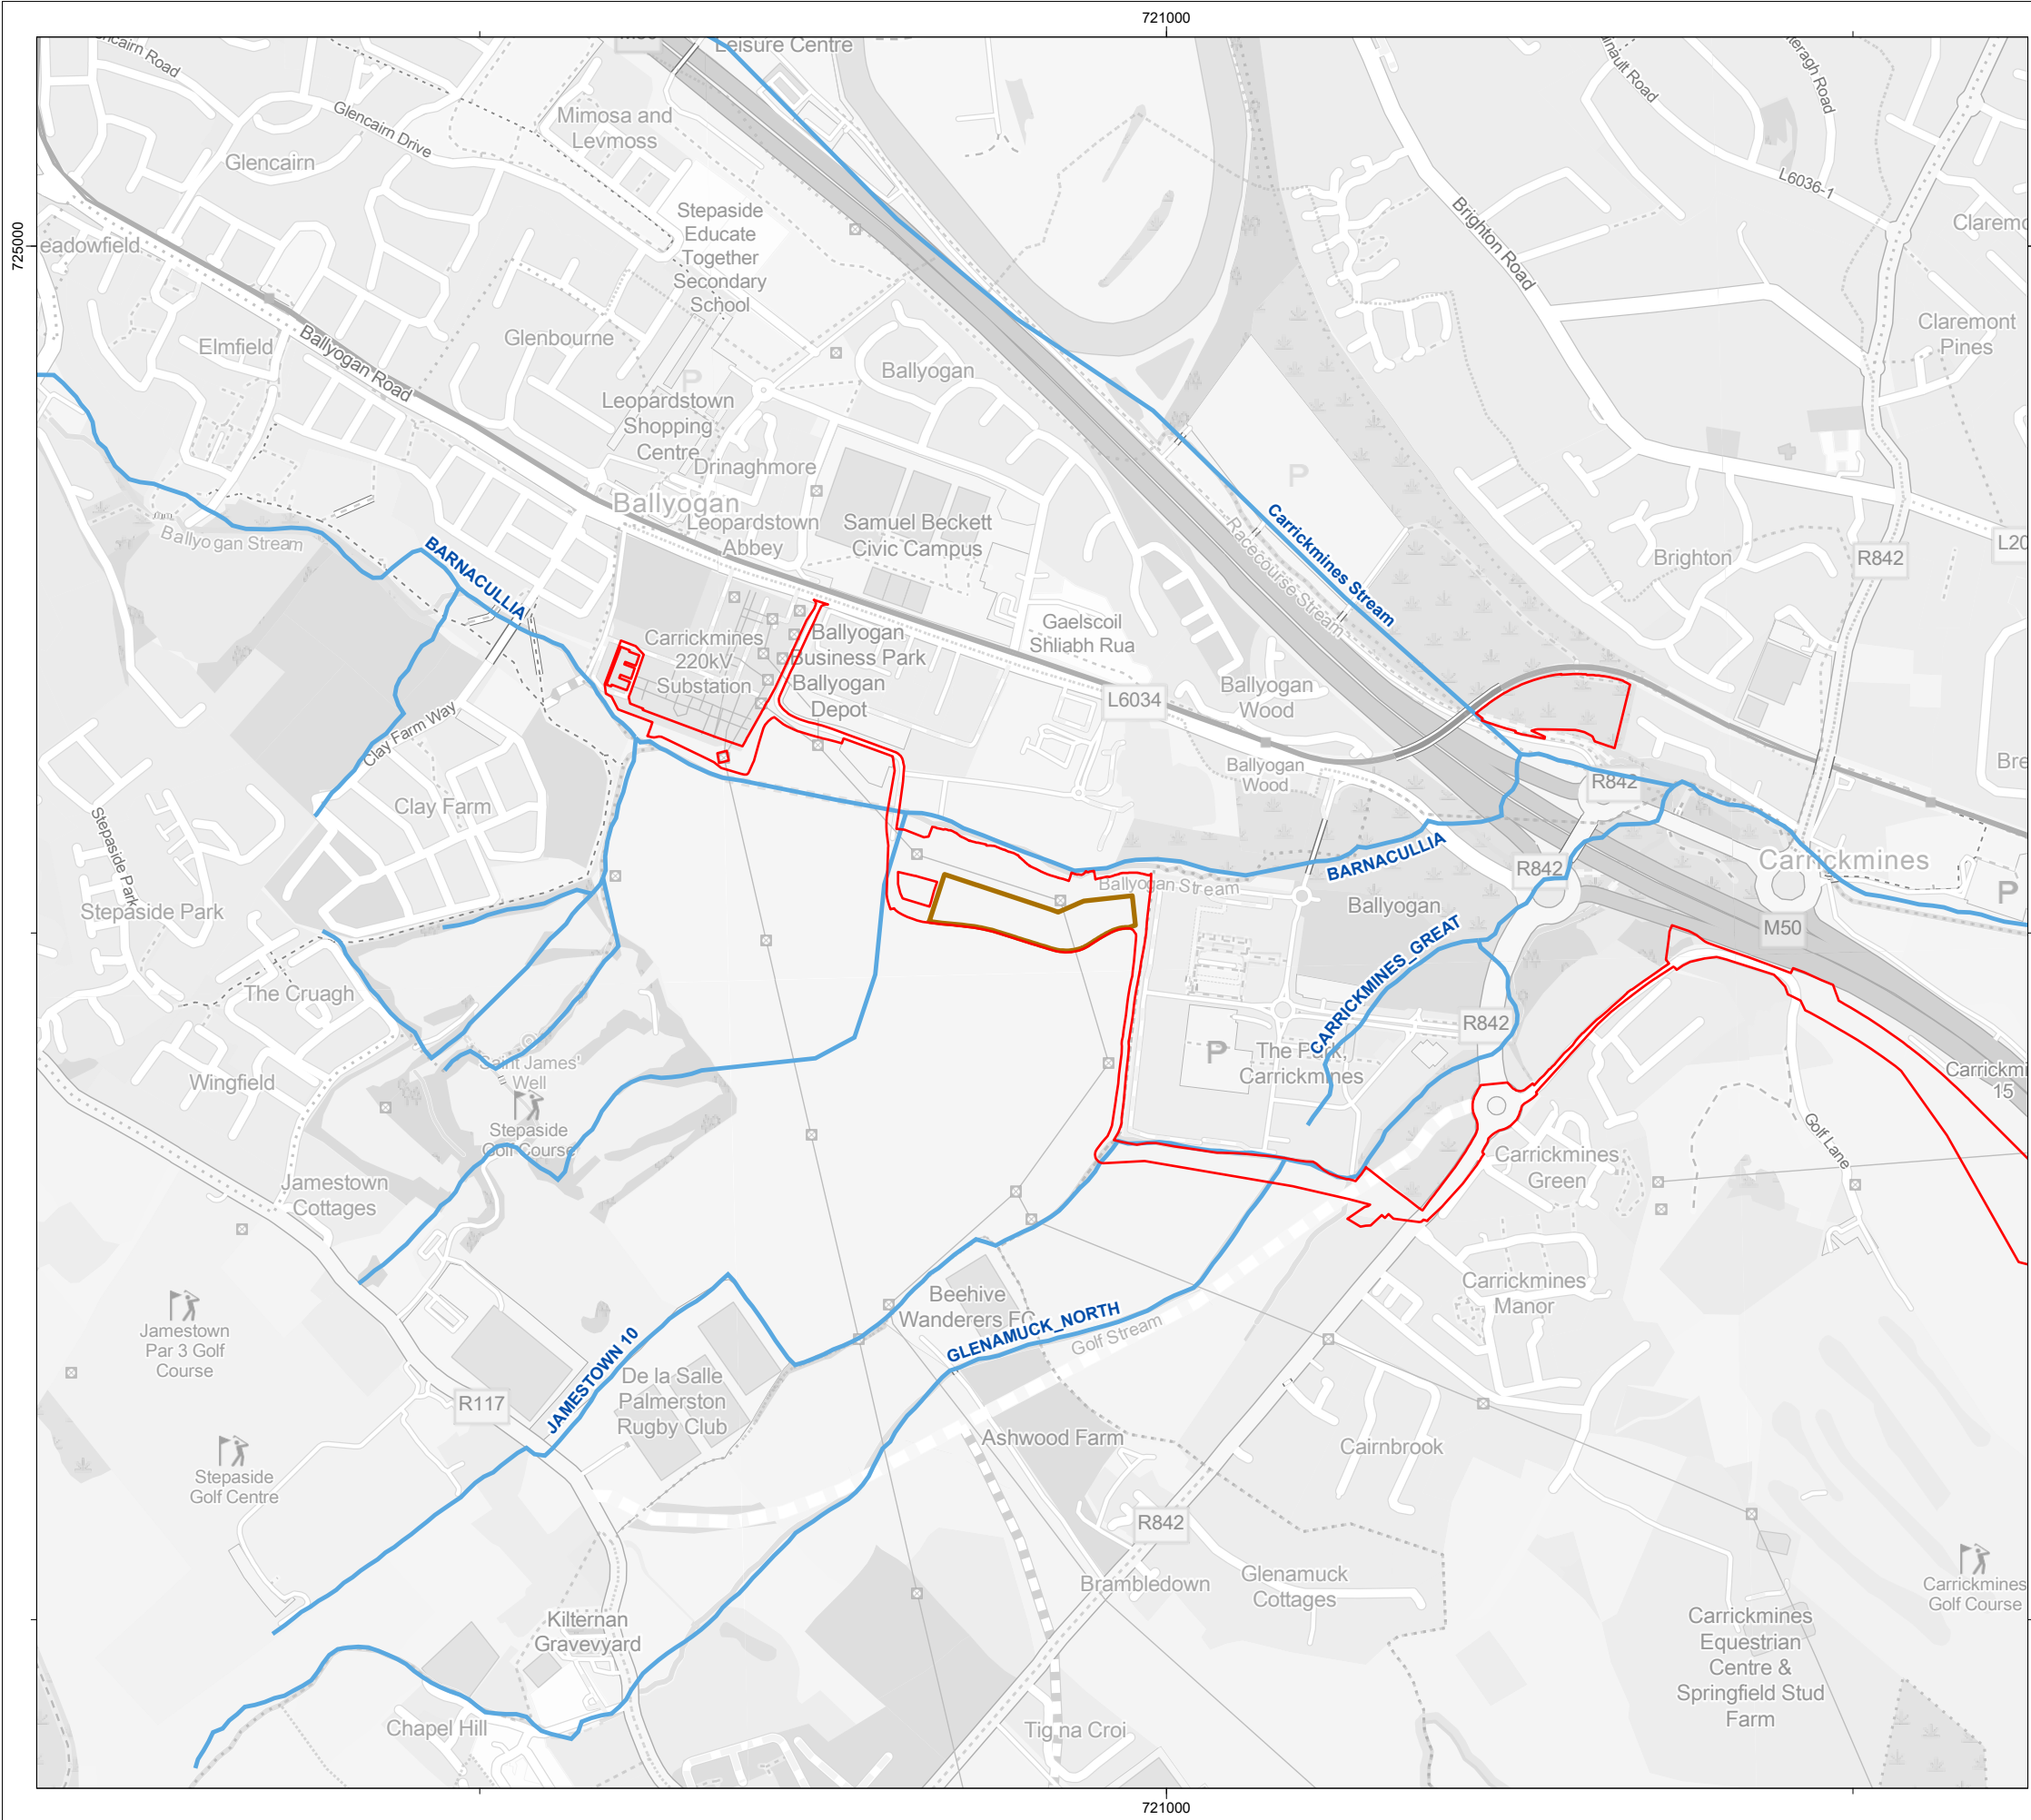 721000
725000
Leisure Centre
Glencairn Drive
Mimosa and
Levmoss
Glencairn
Stepaside
Educate
Together
Secondary
School
Brighton Road
L6036-1
Elmfield
Ballyogan Road
Glenbourne
Ballyogan
Claremont
Pines
Leopardstown
Shopping
Centre
P
Drinaghmore
P
Ballyogan
Leopardstown
Abbey
Samuel Beckett
Civic Campus
Carrickmines Stream
Racecourse Stream
Brighton
R842
L20
Ballyogan Stream
BARNACULLIA
Carrickmines
220kV
Substation
Ballyogan
Business Park
Ballyogan
Depot
Gaelscoil
Shliabh Rua
L6034
Ballyogan
Wood
Ballyogan
Wood
Clay Farm Way
Clay Farm
Stepaside Park
Stepaside Park
R842
R842
Carrickmines
P
BARNACULLIA
Ballyogan Stream
Ballyogan
M50
CARRICKMINES_GREAT
The Cruagh
R842
P
The Park,
Carrickmines
Saint James'
Well
Wingfield
Stepaside
Golf Course
Carrickmi
15
Golf Lane
Jamestown
Cottages
Carrickmines
Green
Jamestown
Par 3 Golf
Course
Beehive
Wanderers FC
GLENAMUCK_NORTH
Golf Stream
Carrickmines
Manor
JAMESTOWN 10
De la Salle
Palmerston
Rugby Club
R117
Ashwood Farm
Cairnbrook
Stepaside
Golf Centre
R842
Brambledown
Glenamuck
Cottages
Carrickmines
Golf Course
Kilternan
Gravevyard
Carrickmines
Equestrian
Centre &
Springfield Stud
Farm
Chapel Hill
Tig na Croi
721000